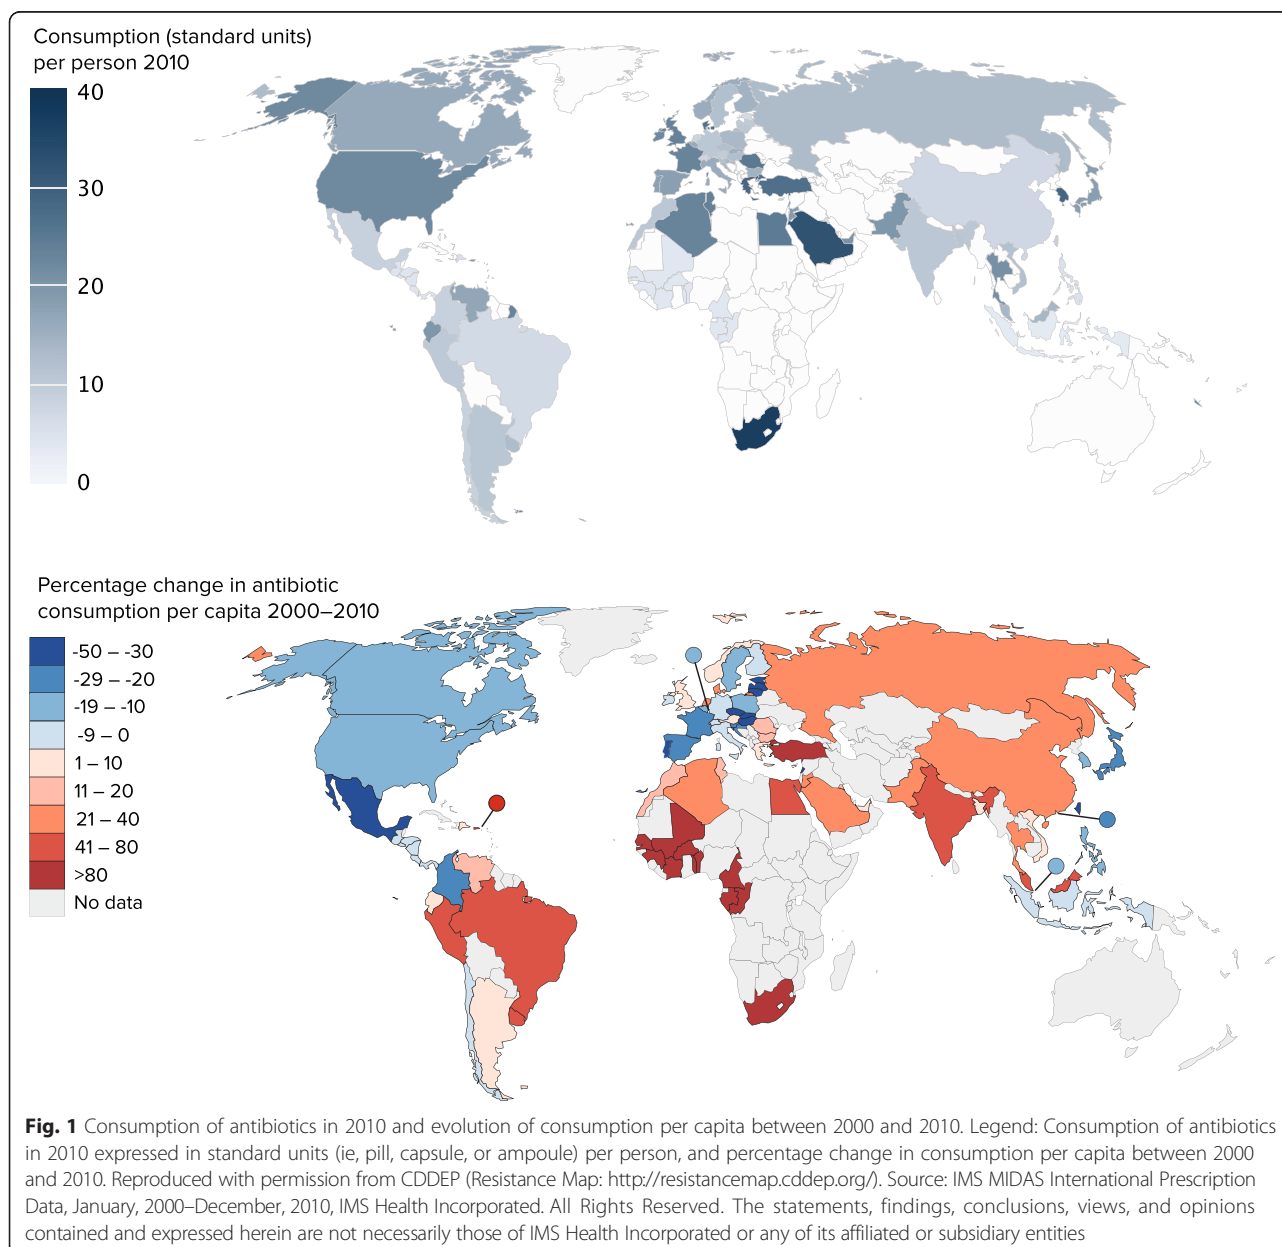 Consumption (standard units)
per person 2010
40
30
20
10
0
Percentage change in antibiotic
consumption per capita 2000–2010
-50 – -30
-29 – -20
-19 – -10
-9 – 0
1 – 10
11 – 20
21 – 40
41 – 80
>80
No data
Fig. 1 Consumption of antibiotics in 2010 and evolution of consumption per capita between 2000 and 2010. Legend: Consumption of antibiotics
in 2010 expressed in standard units (ie, pill, capsule, or ampoule) per person, and percentage change in consumption per capita between 2000
and 2010. Reproduced with permission from CDDEP (Resistance Map: http://resistancemap.cddep.org/). Source: IMS MIDAS International Prescription
Data, January, 2000–December, 2010, IMS Health Incorporated. All Rights Reserved. The statements, findings, conclusions, views, and opinions
contained and expressed herein are not necessarily those of IMS Health Incorporated or any of its affiliated or subsidiary entities